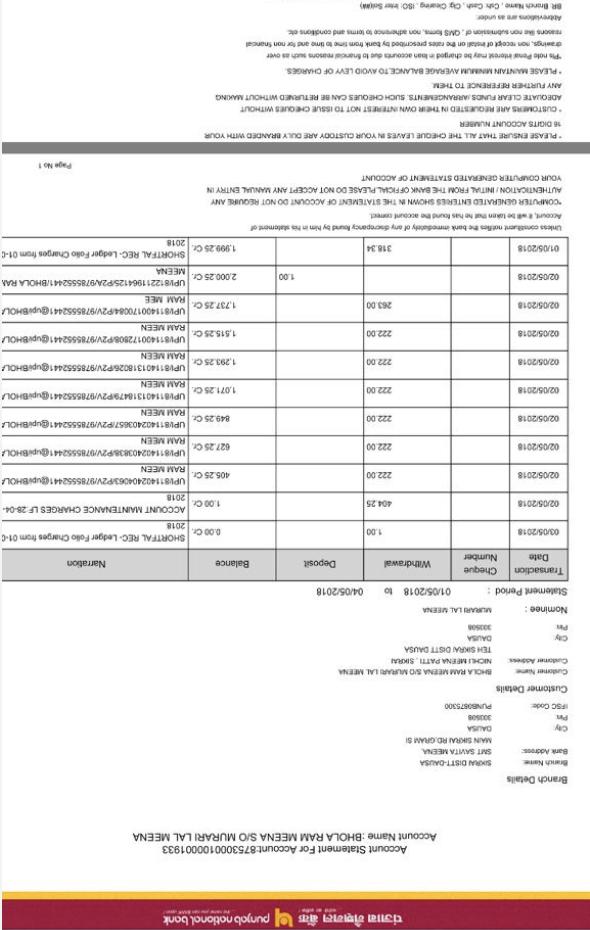 पंजाब नैशनल बैंक punjab national bank
Account Statement For Account:8753000100001933
Account Name :BHOLA RAM MEENA S/O MURARI LAL MEENA
Branch Details
Branch Name: SIKRAI DISTT-DAUSA
Bank Address: SMT SAVITA MEENA,
MAIN SIKRAI RD,GRAM SI
City DAUSA
Pin 303508
IFSC Code: PUNB0875300
Customer Details
Customer Name: BHOLA RAM MEENA S/O MURARI LAL MEENA
Customer Address: NICHLI MEENA PATTI , SIKRAI
TEH SIKRAI DISTT DAUSA
City DAUSA
Pin 303508
Nominee : MURARI LAL MEENA
Statement Period : 01/05/2018 to 04/05/2018
Transaction Date Cheque Number Withdrawal Deposit Balance Narration
03/05/2018 1.00 0.00 Cr. SHORTFAL REC- Ledger Folio Charges from 01-0
2018
02/05/2018 404.25 1.00 Cr. ACCOUNT MAINTENANCE CHARGES LF:28-04-
2018
02/05/2018 222.00 405.25 Cr. UPI/811402404063/P2V/9785552441@upi/BHOLA
RAM MEEN
02/05/2018 222.00 627.25 Cr. UPI/811402403838/P2V/9785552441@upi/BHOLA
RAM MEEN
02/05/2018 222.00 849.25 Cr. UPI/811402403657/P2V/9785552441@upi/BHOLA
RAM MEEN
02/05/2018 222.00 1,071.25 Cr. UPI/811401318479/P2V/9785552441@upi/BHOLA
RAM MEEN
02/05/2018 222.00 1,293.25 Cr. UPI/811401318026/P2V/9785552441@upi/BHOLA
RAM MEEN
02/05/2018 222.00 1,515.25 Cr. UPI/811400172808/P2V/9785552441@upi/BHOLA
RAM MEEN
02/05/2018 263.00 1,737.25 Cr. UPI/811400170084/P2V/9785552441@upi/BHOLA
RAM MEE
02/05/2018 1.00 2,000.25 Cr. UPI/812211964125/P2A/9785552441/BHOLA RAM
MEENA
01/05/2018 318.34 1,999.25 Cr. SHORTFAL REC- Ledger Folio Charges from 01-0
2018
Unless constituent notifies the bank immediately of any discrepancy found by him in this statement of
Account, it will be taken that he has found the account correct.
*COMPUTER GENERATED ENTERIES SHOWN IN THE STATEMENT OF ACCOUNT DO NOT REQUIRE ANY
AUTHENTICATION / INITIAL FROM THE BANK OFFICIAL.PLEASE DO NOT ACCEPT ANY MANUAL ENTRY IN
YOUR COMPUTER GENERATED STATEMENT OF ACCOUNT
Page No 1
* PLEASE ENSURE THAT ALL THE CHEQUE LEAVES IN YOUR CUSTODY ARE DULY BRANDED WITH YOUR
16 DIGITS ACCOUNT NUMBER
* CUSTOMERS ARE REQUESTED IN THEIR OWN INTEREST NOT TO ISSUE CHEQUES WITHOUT
ADEQUATE CLEAR FUNDS /ARRANGEMENTS. SUCH CHEQUES CAN BE RETURNED WITHOUT MAKING
ANY FURTHER REFERENCE TO THEM.
* PLEASE MAINTAIN MINIMUM AVERAGE BALANCE,TO AVOID LEVY OF CHARGES.
*Pls note Penal interest may be charged in loan accounts due to financial reasons such as over
drawings, non receipt of install on the rates prescribed by bank from time to time and for non financial
reasons like non submission of , QMS forms, non adherence to terms and conditions etc.
Abbreviations are as under:
BR: Branch Name , Csh: Cash , Clg: Clearing , ISO: Inter Sol(##)